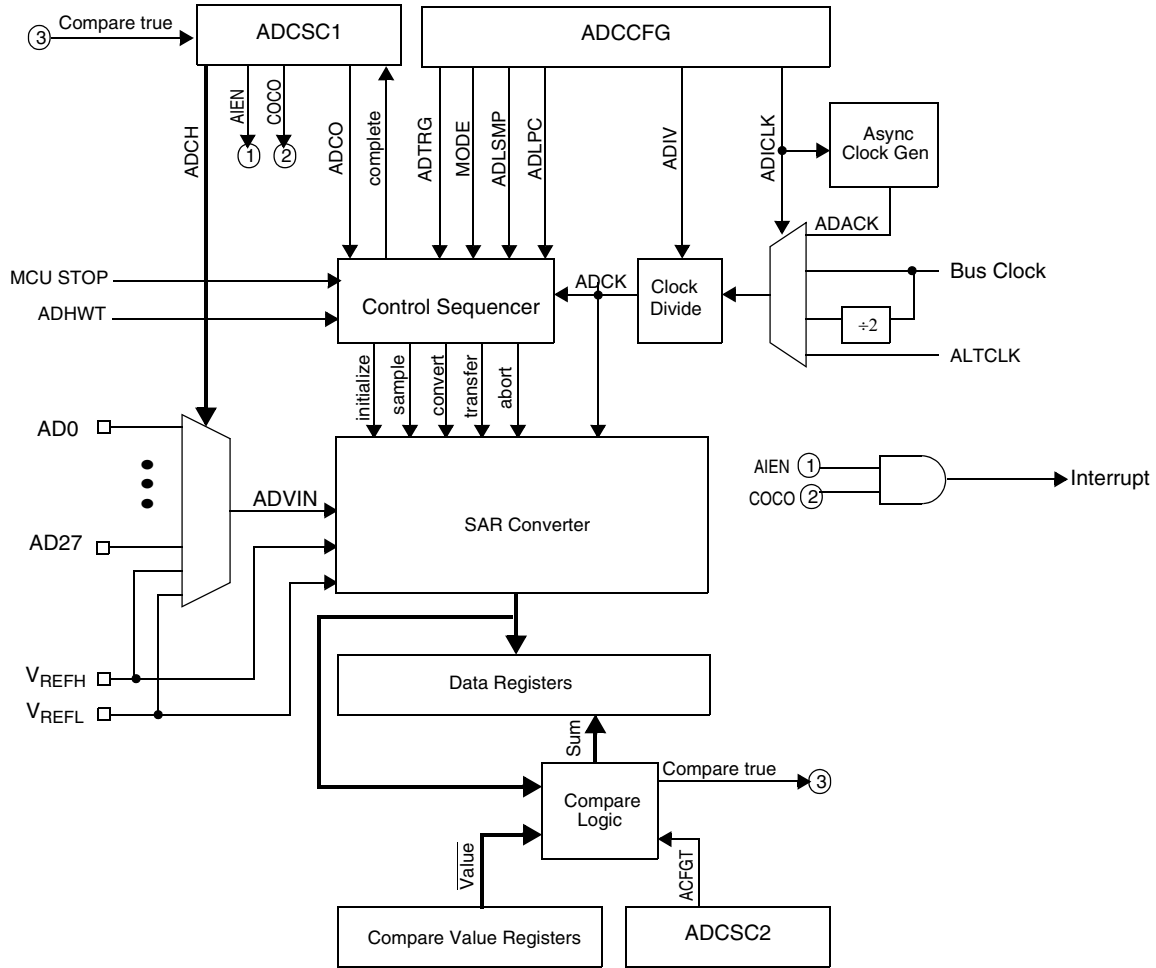 3
Compare true
ADCSC1
ADCCFG
ADCH
AIEN
COCO
1
2
ADCO
complete
ADTRG
MODE
ADLSMP
ADLPC
ADIV
ADICLK
Async
Clock Gen
ADACK
MCU STOP
ADHWT
Control Sequencer
ADCK
Clock
Divide
Bus Clock
÷2
ALTCLK
initialize
sample
convert
transfer
abort
AD0
AD27
ADVIN
SAR Converter
AIEN 1
COCO 2
Interrupt
VREFH
VREFL
Data Registers
Sum
Compare
Logic
Compare true
3
Value
ACFGT
Compare Value Registers
ADCSC2